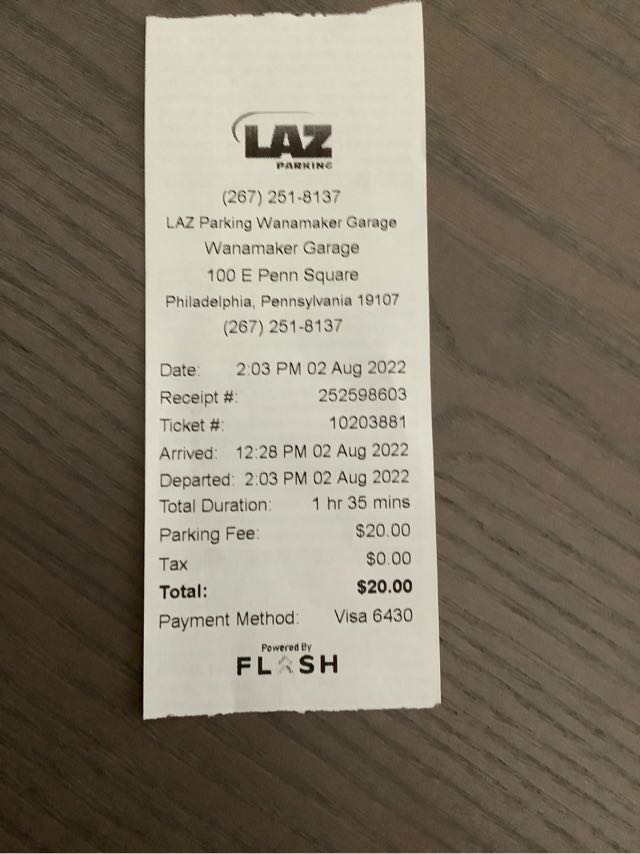 LAZ
PARKING
(267) 251-8137
LAZ Parking Wanamaker Garage
Wanamaker Garage
100 E Penn Square
Philadelphia, Pennsylvania 19107
(267) 251-8137
Date: 2:03 PM 02 Aug 2022
Receipt #: 252598603
Ticket #: 10203881
Arrived: 12:28 PM 02 Aug 2022
Departed: 2:03 PM 02 Aug 2022
Total Duration: 1 hr 35 mins
Parking Fee: $20.00
Tax $0.00
Total: $20.00
Payment Method: Visa 6430
Powered By
FLASH